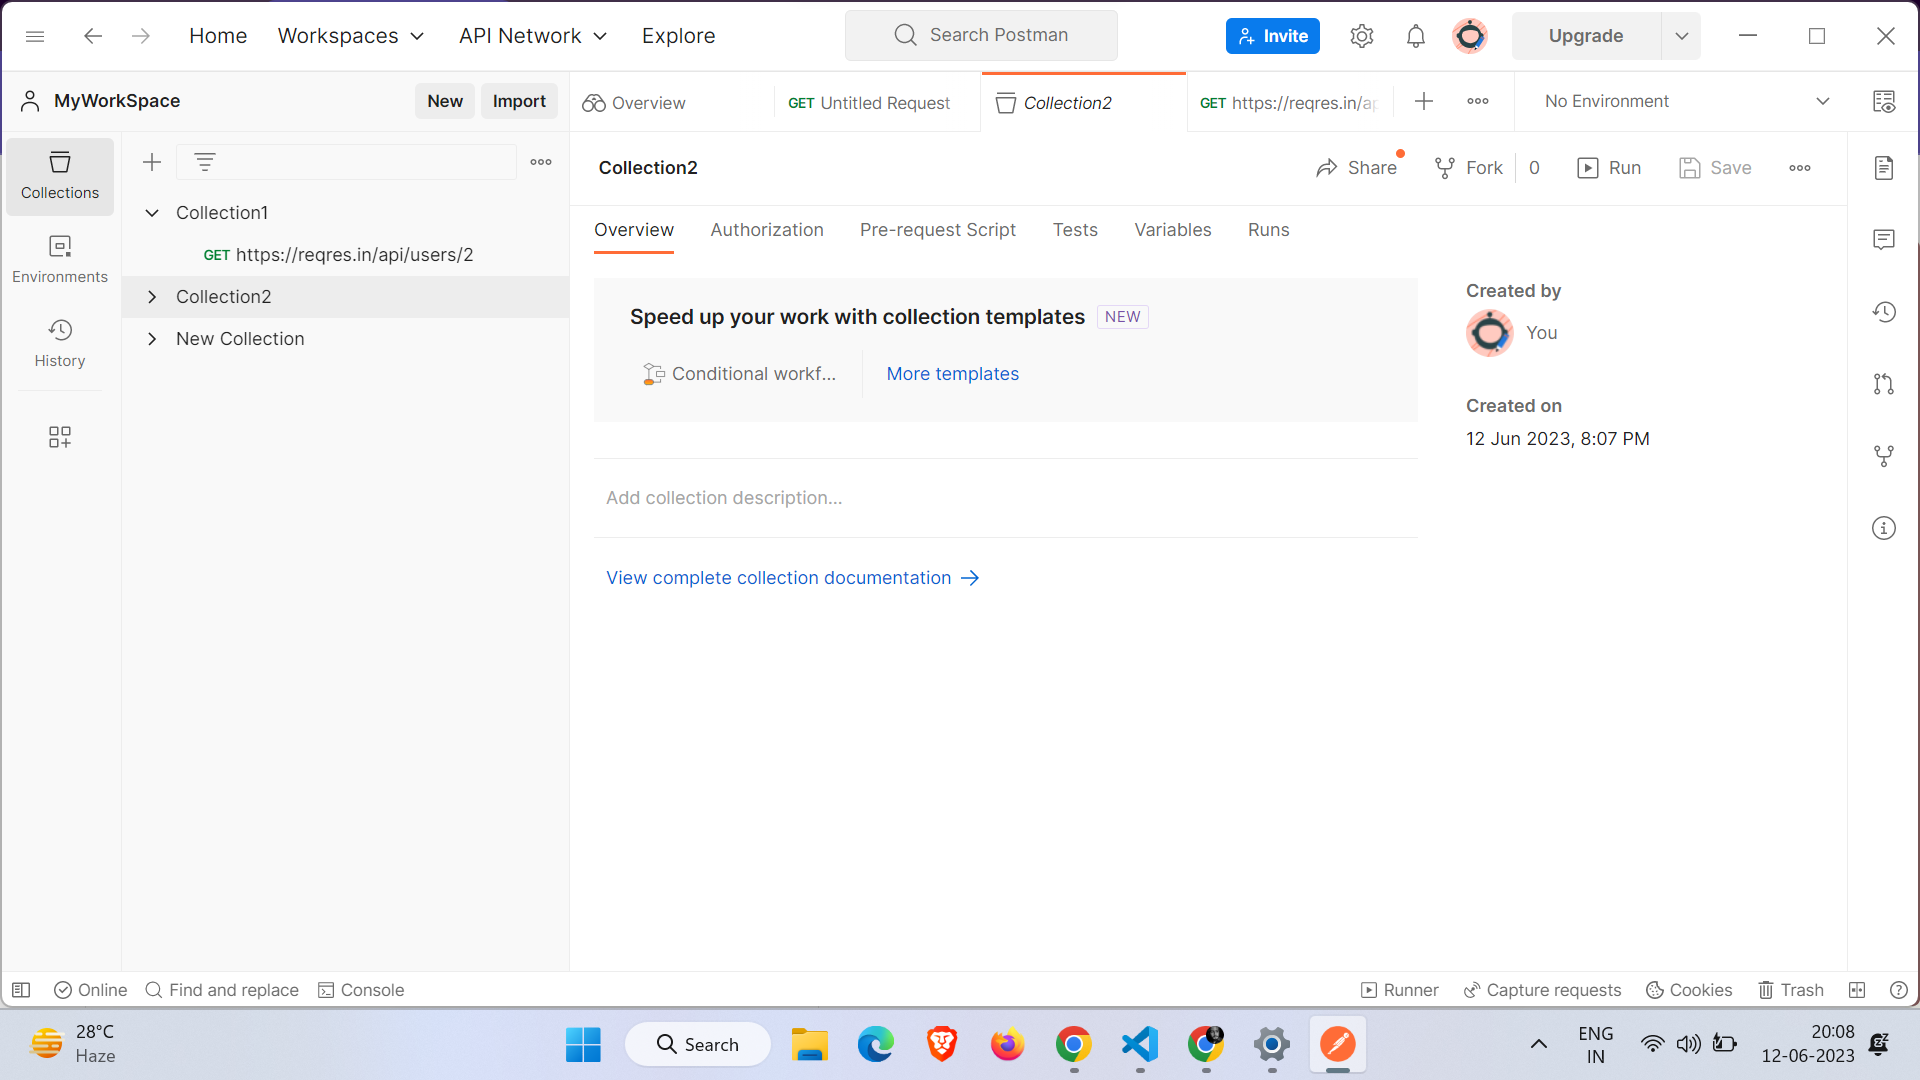 Home
Workspaces
API Network
Explore
Search Postman
Invite
Upgrade
MyWorkSpace
New
Import
Overview
GET Untitled Request
Collection2
GET https://reqres.in/ap
No Environment
Collections
Environments
History
Collection1
GET https://reqres.in/api/users/2
Collection2
New Collection
Collection2
Share
Fork
0
Run
Save
Overview
Authorization
Pre-request Script
Tests
Variables
Runs
Speed up your work with collection templates NEW
Conditional workf...
More templates
Add collection description...
View complete collection documentation
Created by
You
Created on
12 Jun 2023, 8:07 PM
Online
Find and replace
Console
Runner
Capture requests
Cookies
Trash
28°C
Haze
Search
ENG
IN
20:08
12-06-2023